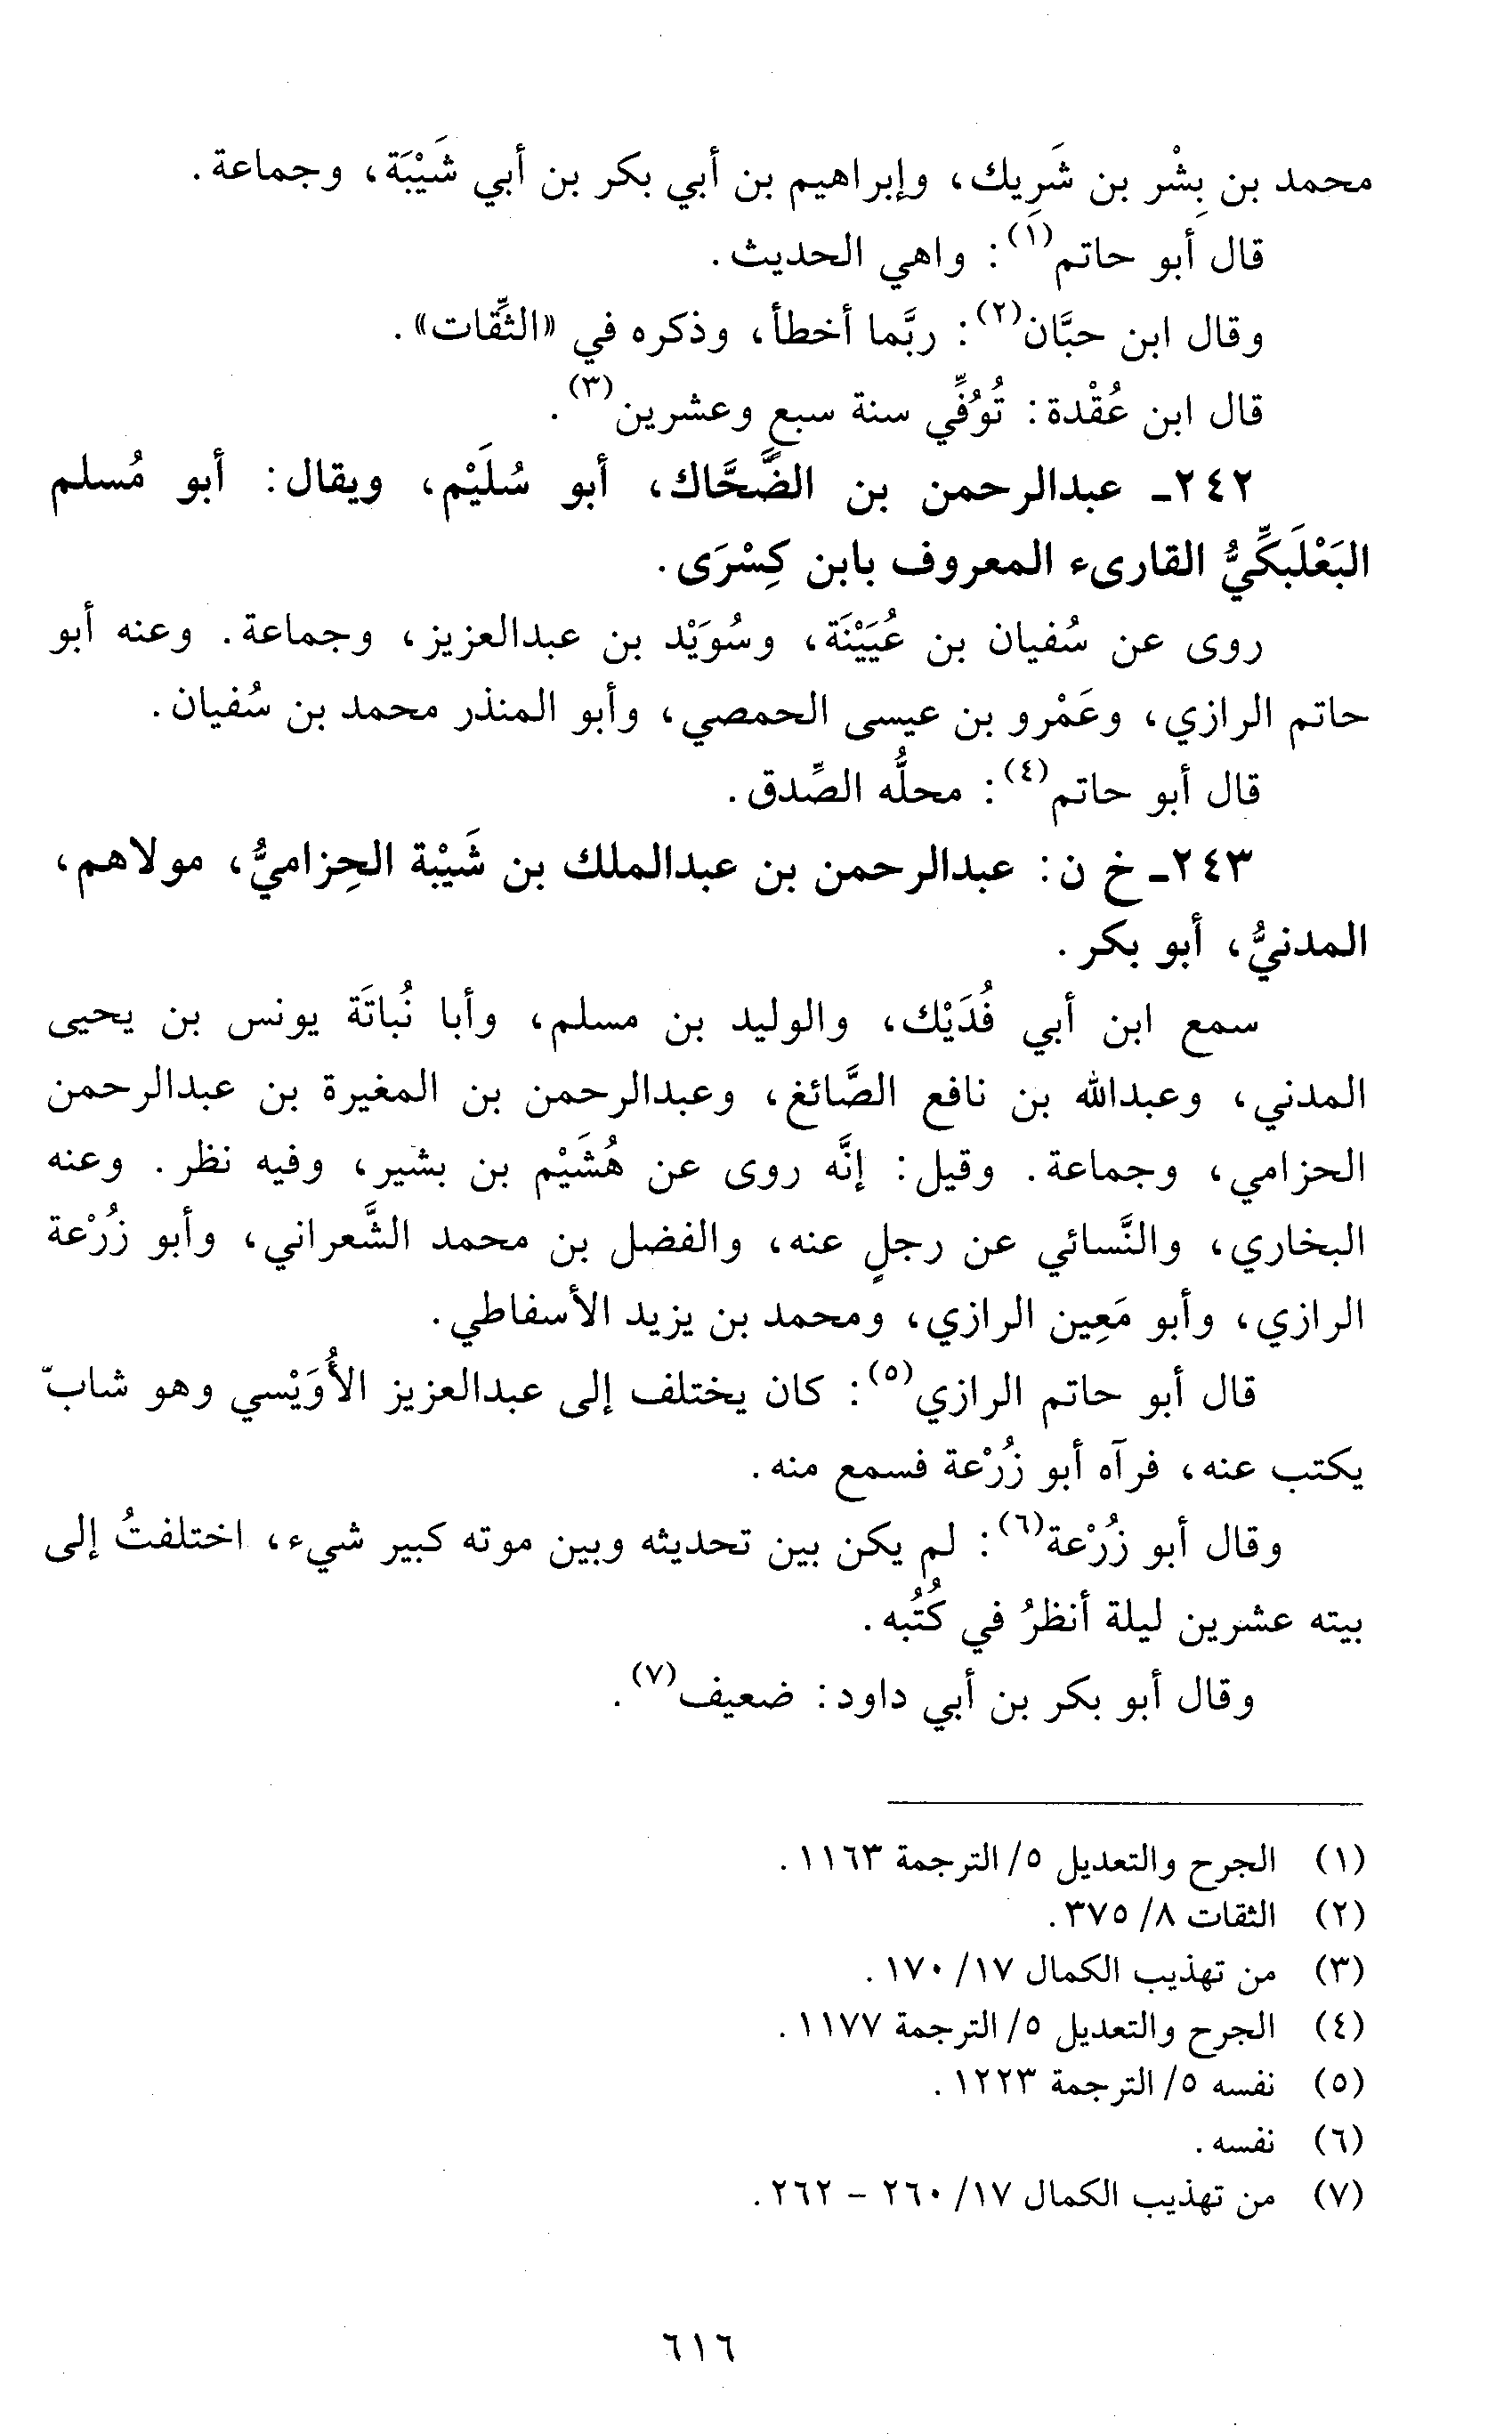 محمد بن بِشْر بن شَرِيك، وإبراهيم بن أبي بكر بن أبي شَيْبَة، وجماعة.
قال أبو حاتم(١): واهي الحديث.
وقال ابن حبَّان(٢): ربَّما أخطأ، وذكره في «الثِّقات».
قال ابن عُقْدة: تُوُفِّي سنة سبع وعشرين(٣).
٢٤٢ـ عبدالرحمن بن الضَّحَّاك، أبو سُلَيْم، ويقال: أبو مُسلم
البَعْلَبكِّيُّ القارىء المعروف بابن كِسْرَى.
روى عن سُفيان بن عُيَيْنَة، وسُوَيْد بن عبدالعزيز، وجماعة. وعنه أبو
حاتم الرازي، وعَمْرو بن عيسى الحمصي، وأبو المنذر محمد بن سُفيان.
قال أبو حاتم(٤): محلُّه الصِّدق.
٢٤٣ـ خ ن: عبدالرحمن بن عبدالملك بن شَيْبة الحِزاميُّ، مولاهم،
المدنيُّ، أبو بكر.
سمع ابن أبي فُدَيْك، والوليد بن مسلم، وأبا نُباتَة يونس بن يحيى
المدني، وعبدالله بن نافع الصَّائغ، وعبدالرحمن بن المغيرة بن عبدالرحمن
الحزامي، وجماعة. وقيل: إنَّه روى عن هُشَيْم بن بشير، وفيه نظر. وعنه
البخاري، والنَّسائي عن رجلٍ عنه، والفضل بن محمد الشَّعراني، وأبو زُرْعة
الرازي، وأبو مَعِين الرازي، ومحمد بن يزيد الأسفاطي.
قال أبو حاتم الرازي(٥): كان يختلف إلى عبدالعزيز الأُوَيْسي وهو شابّ
يكتب عنه، فرآه أبو زُرْعة فسمع منه.
وقال أبو زُرْعة(٦): لم يكن بين تحديثه وبين موته كبير شيء، اختلفتُ إلى
بيته عشرين ليلة أنظرُ في كُتُبه.
وقال أبو بكر بن أبي داود: ضعيف(٧).
(١) الجرح والتعديل ٥/ الترجمة ١١٦٣.
(٢) الثقات ٨/ ٣٧٥.
(٣) من تهذيب الكمال ١٧/ ١٧٠.
(٤) الجرح والتعديل ٥/ الترجمة ١١٧٧.
(٥) نفسه ٥/ الترجمة ١٢٢٣.
(٦) نفسه.
(٧) من تهذيب الكمال ١٧/ ٢٦٠ – ٢٦٢.
٦١٦